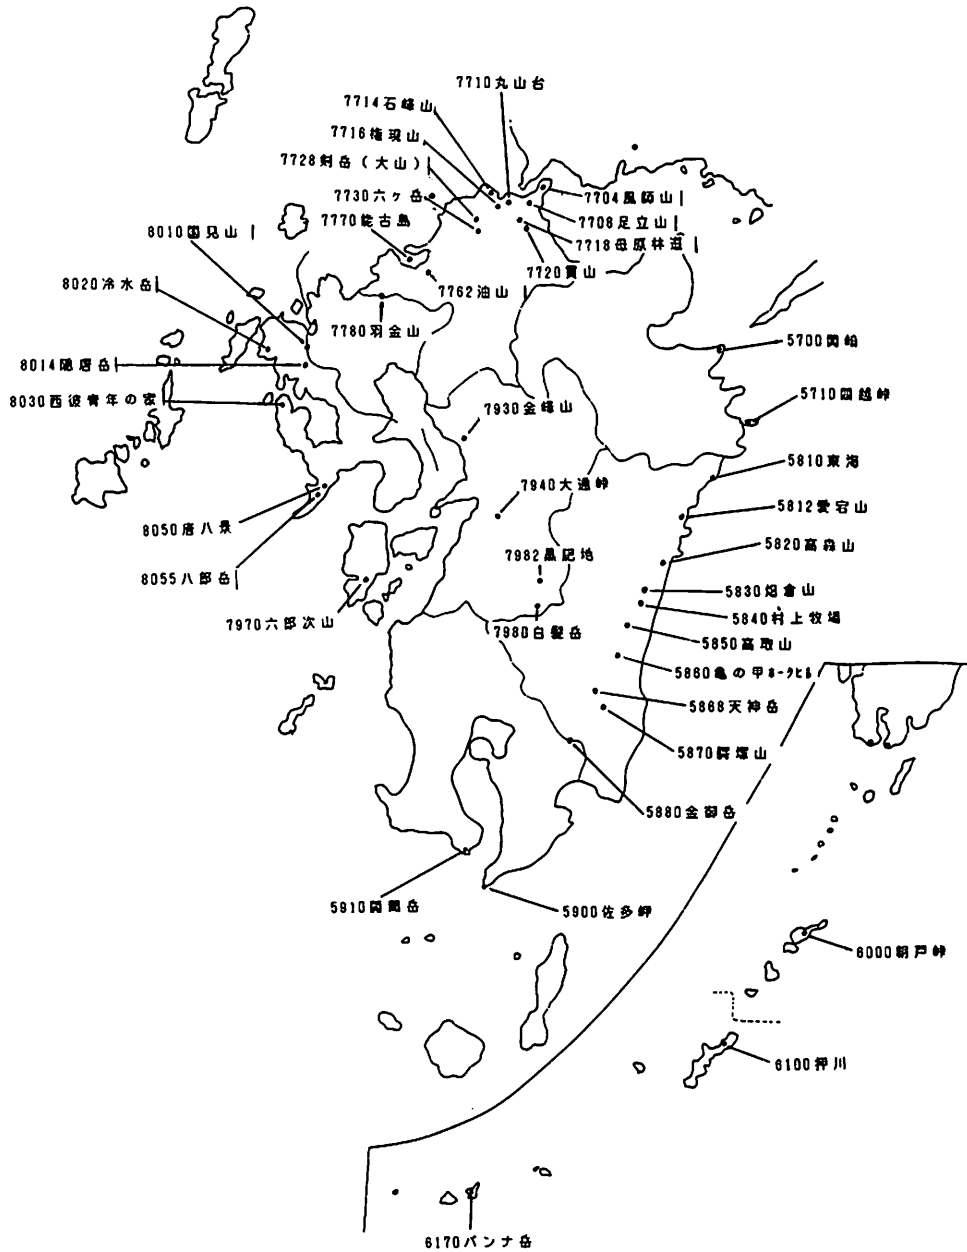 7710丸山台
7714石峰山
7716権現山
7728剣岳（大山）
7730六ヶ岳
7704風師山
7770能古島
7708足立山
8010国見山
7718母原林道
7720貫山
8020冷水岳
7762油山
7780羽金山
5700関崎
8014隠居岳
8030西彼青年の家
5710四越峠
7930金峰山
5810東海
7940大通峠
5812愛宕山
8050唐八景
5820高森山
7982黒記地
8055八郎岳
5830畑倉山
5840村上牧場
7970六郎次山
7980白髪岳
5850高取山
5860亀の甲
5868天神岳
5870鰐塚山
5880金御岳
5910開聞岳
5900佐多岬
6000朝戸峠
6100押川
6170バンナ岳